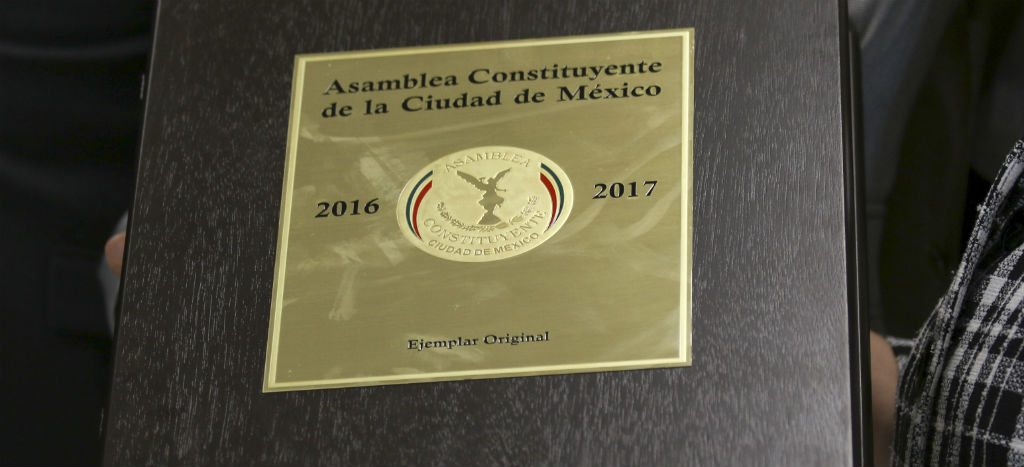 Asamblea Constituyente
de la Ciudad de México
2016
ASAMBLEA
CONSTITUYENTE
CIUDAD DE MÉXICO
2017
Ejemplar Original